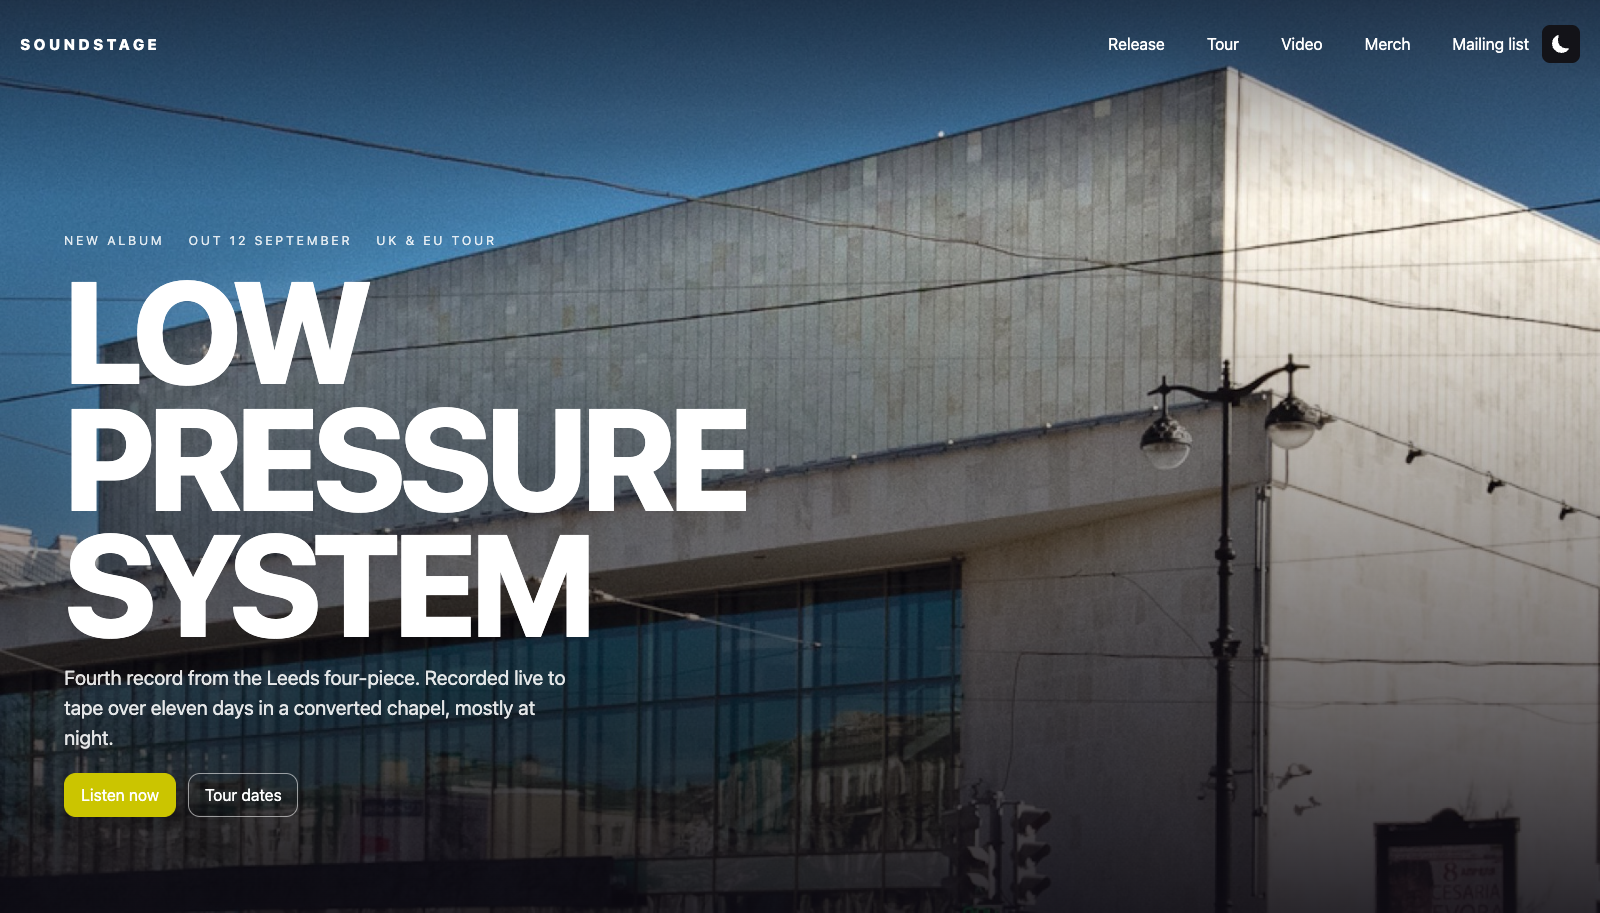 SOUNDSTAGE
Release Tour Video Merch Mailing list
NEW ALBUM OUT 12 SEPTEMBER UK & EU TOUR
LOW
PRESSURE
SYSTEM
Fourth record from the Leeds four-piece. Recorded live to
tape over eleven days in a converted chapel, mostly at
night.
Listen now Tour dates
CESARIA